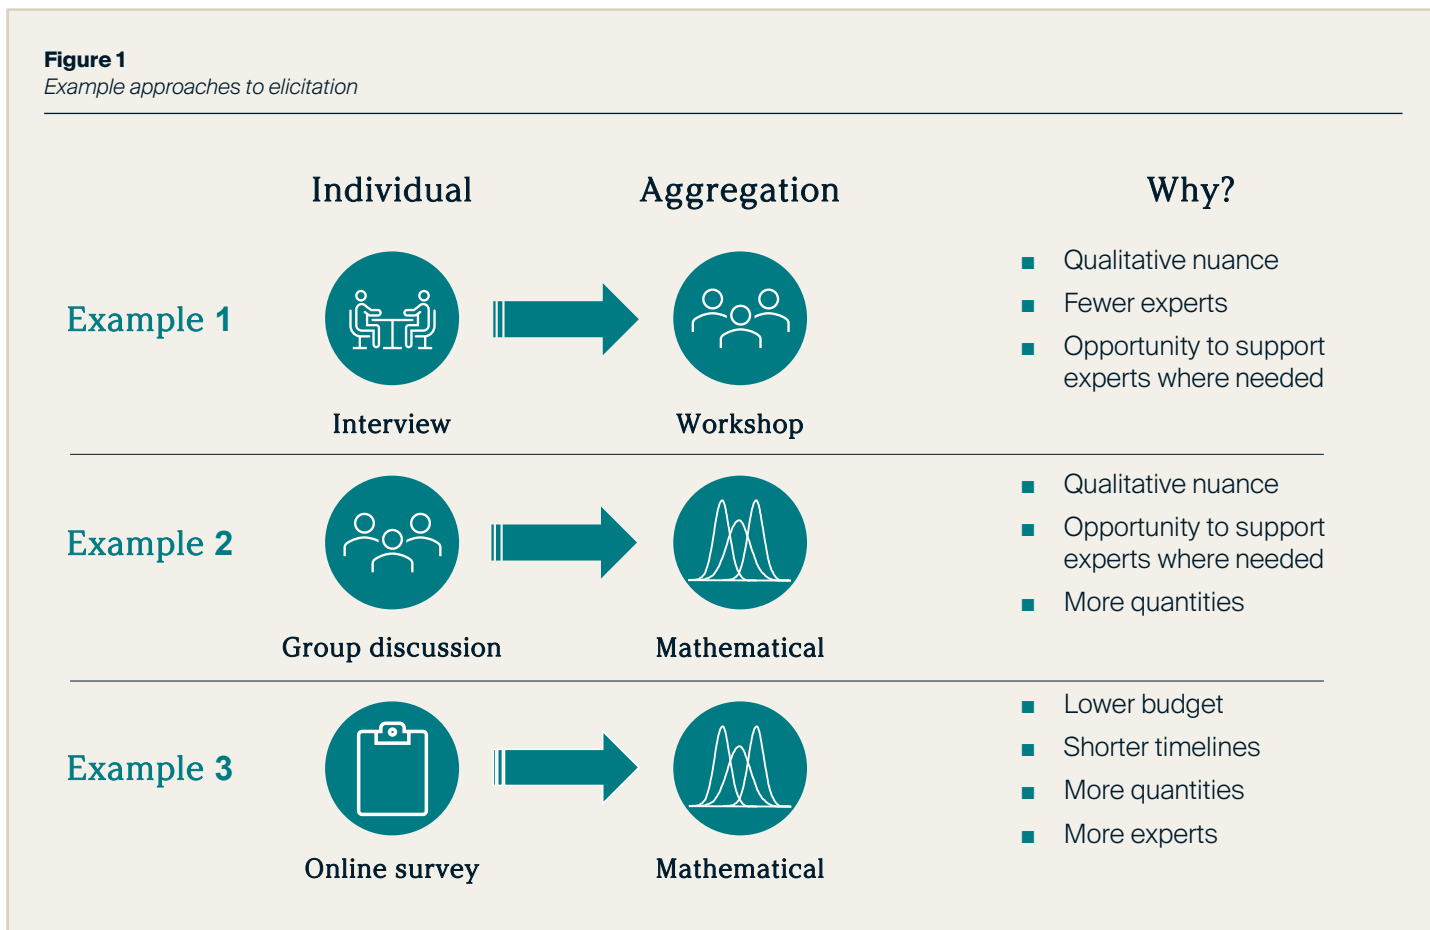 Figure 1
Example approaches to elicitation
Individual
Aggregation
Why?
Example 1
Interview
Workshop
Qualitative nuance
Fewer experts
Opportunity to support
experts where needed
Example 2
Group discussion
Mathematical
Qualitative nuance
Opportunity to support
experts where needed
More quantities
Example 3
Online survey
Mathematical
Lower budget
Shorter timelines
More quantities
More experts